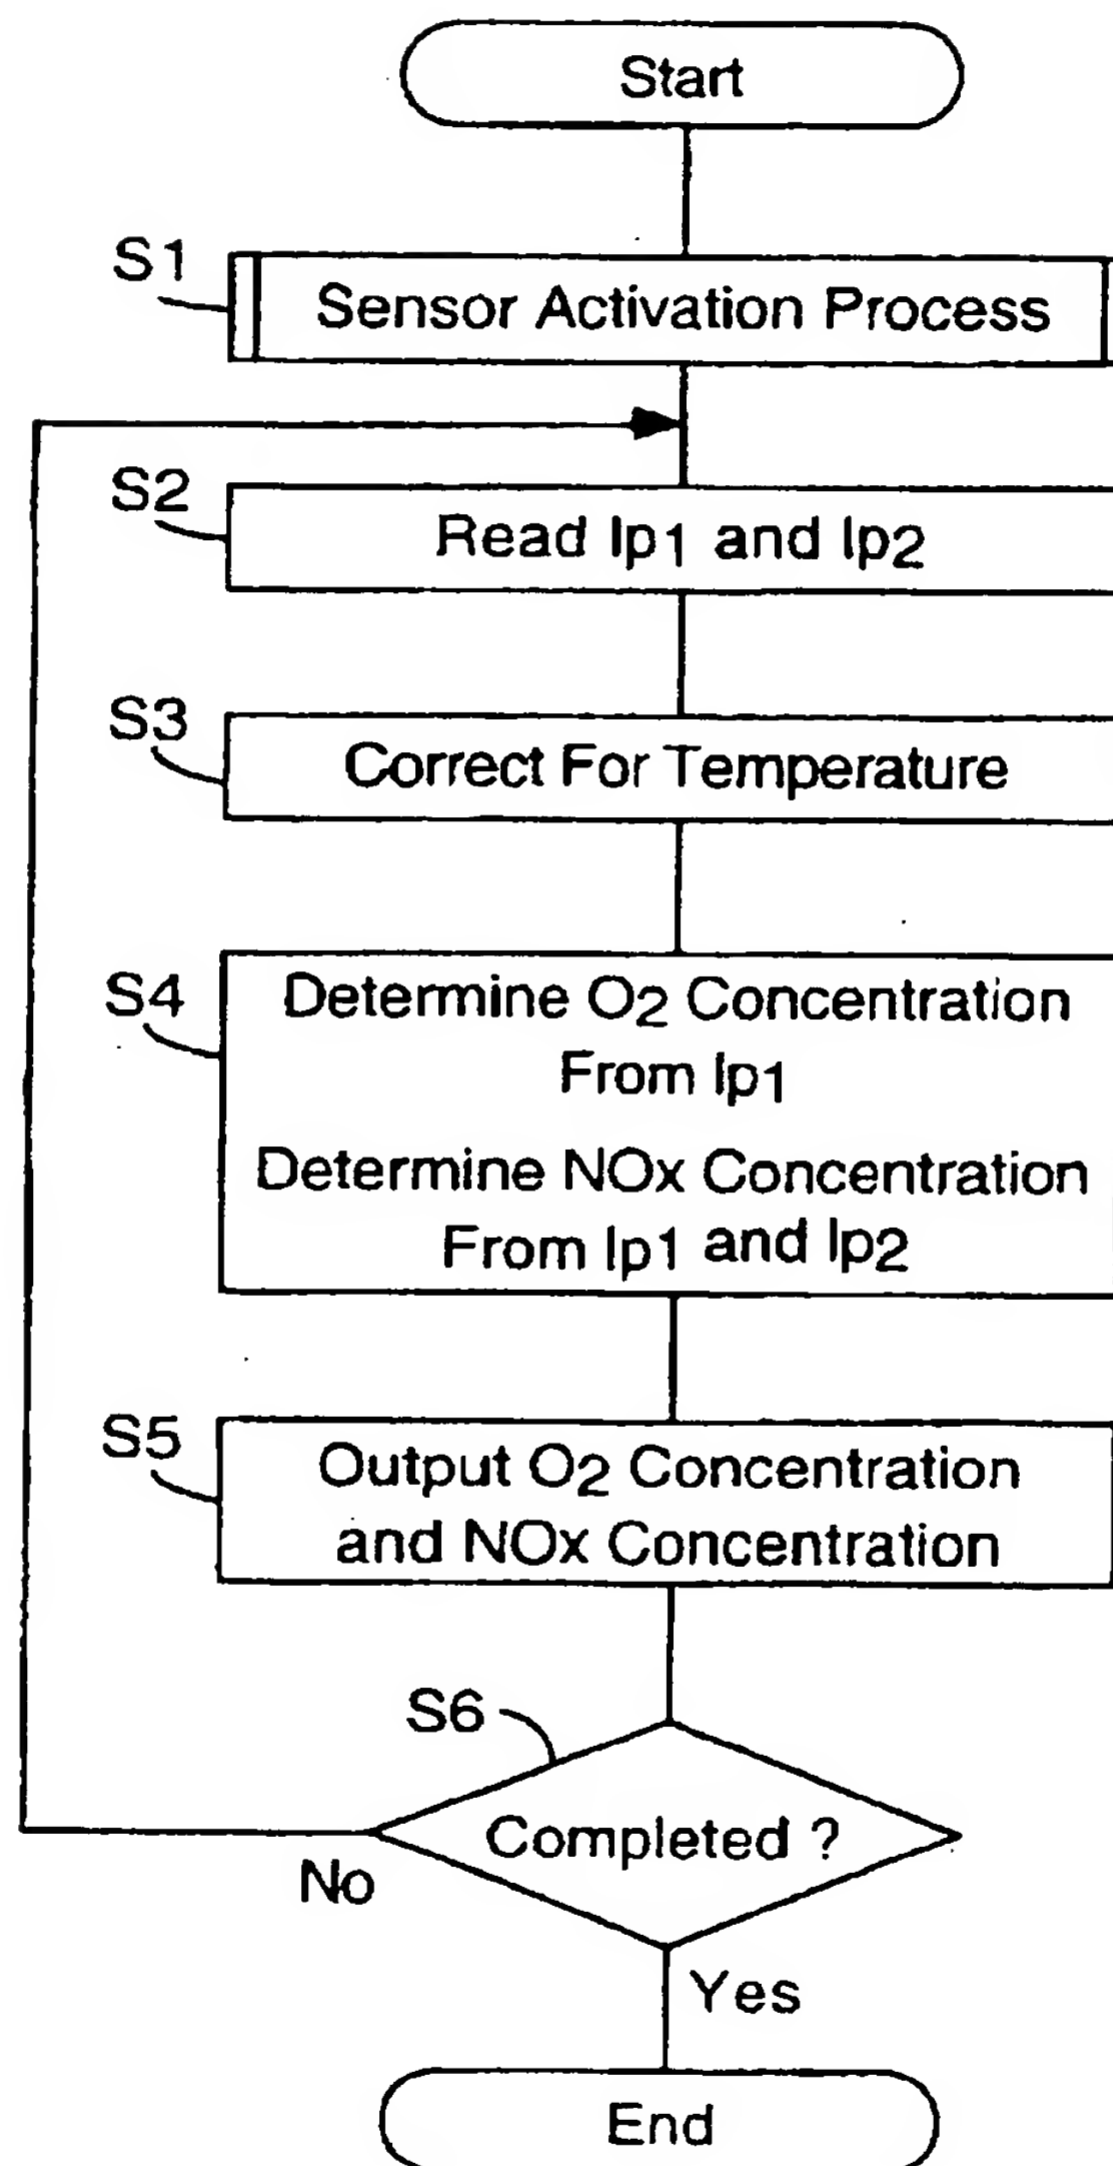 Start
S1
Sensor Activation Process
S2
Read Ip1 and Ip2
S3
Correct For Temperature
S4
Determine O2 Concentration
From Ip1
Determine NOx Concentration
From Ip1 and Ip2
S5
Output O2 Concentration
and NOx Concentration
S6
Completed ?
No
Yes
End